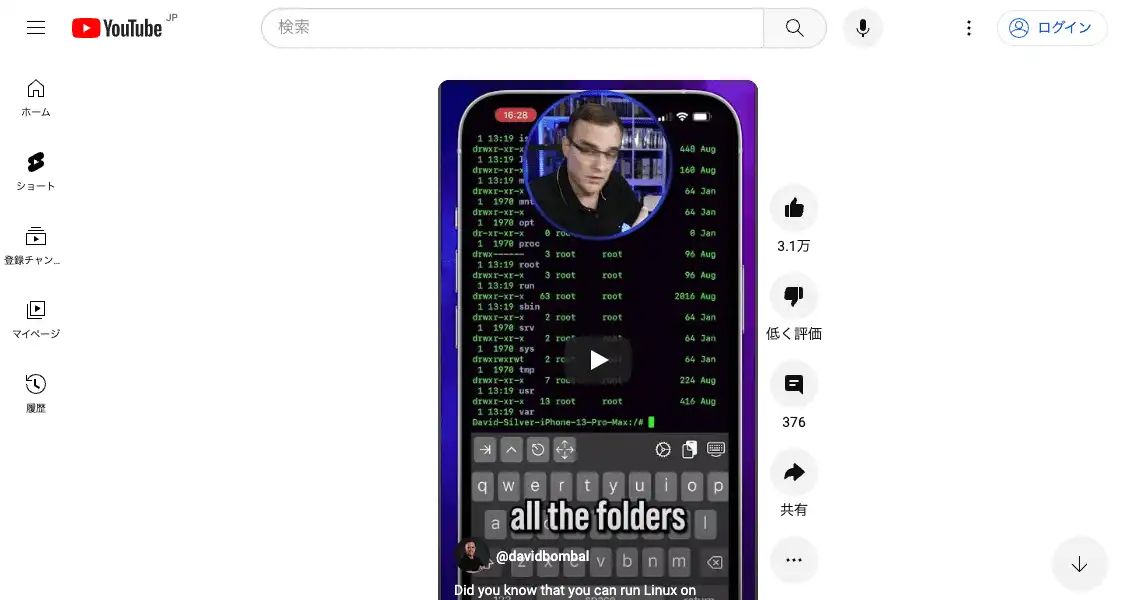 YouTube JP
検索
ログイン
ホーム
ショート
登録チャン...
マイページ
履歴
16:28
1 13:19
drwxr-xr-x 448 Aug
1 13:19
drwxr-xr-x 160 Aug
1 13:19
drwxr-xr-x 64 Jan
1 1970 mnt
drwxr-xr-x 64 Jan
1 1970 opt
dr-xr-xr-x 0 0 Jan
1 1970 proc
drwx------ 3 root root 96 Aug
1 13:19 root
drwxr-xr-x 3 root root 96 Aug
1 13:19 run
drwxr-xr-x 63 root root 2016 Aug
1 13:19 sbin
drwxr-xr-x 2 root root 64 Jan
1 1970 srv
drwxr-xr-x 2 64 Jan
1 1970 sys
drwxrwxrwt 2 64 Jan
1 1970 tmp
drwxr-xr-x 7 224 Aug
1 13:19 usr
drwxr-xr-x 13 root root 416 Aug
1 13:19 var
David-Silver-iPhone-13-Pro-Max:/#
q w e r t y u i o p
a l
all the folders
z x c v b n m
@davidbombal
Did you know that you can run Linux on
3.1万
低く評価
376
共有